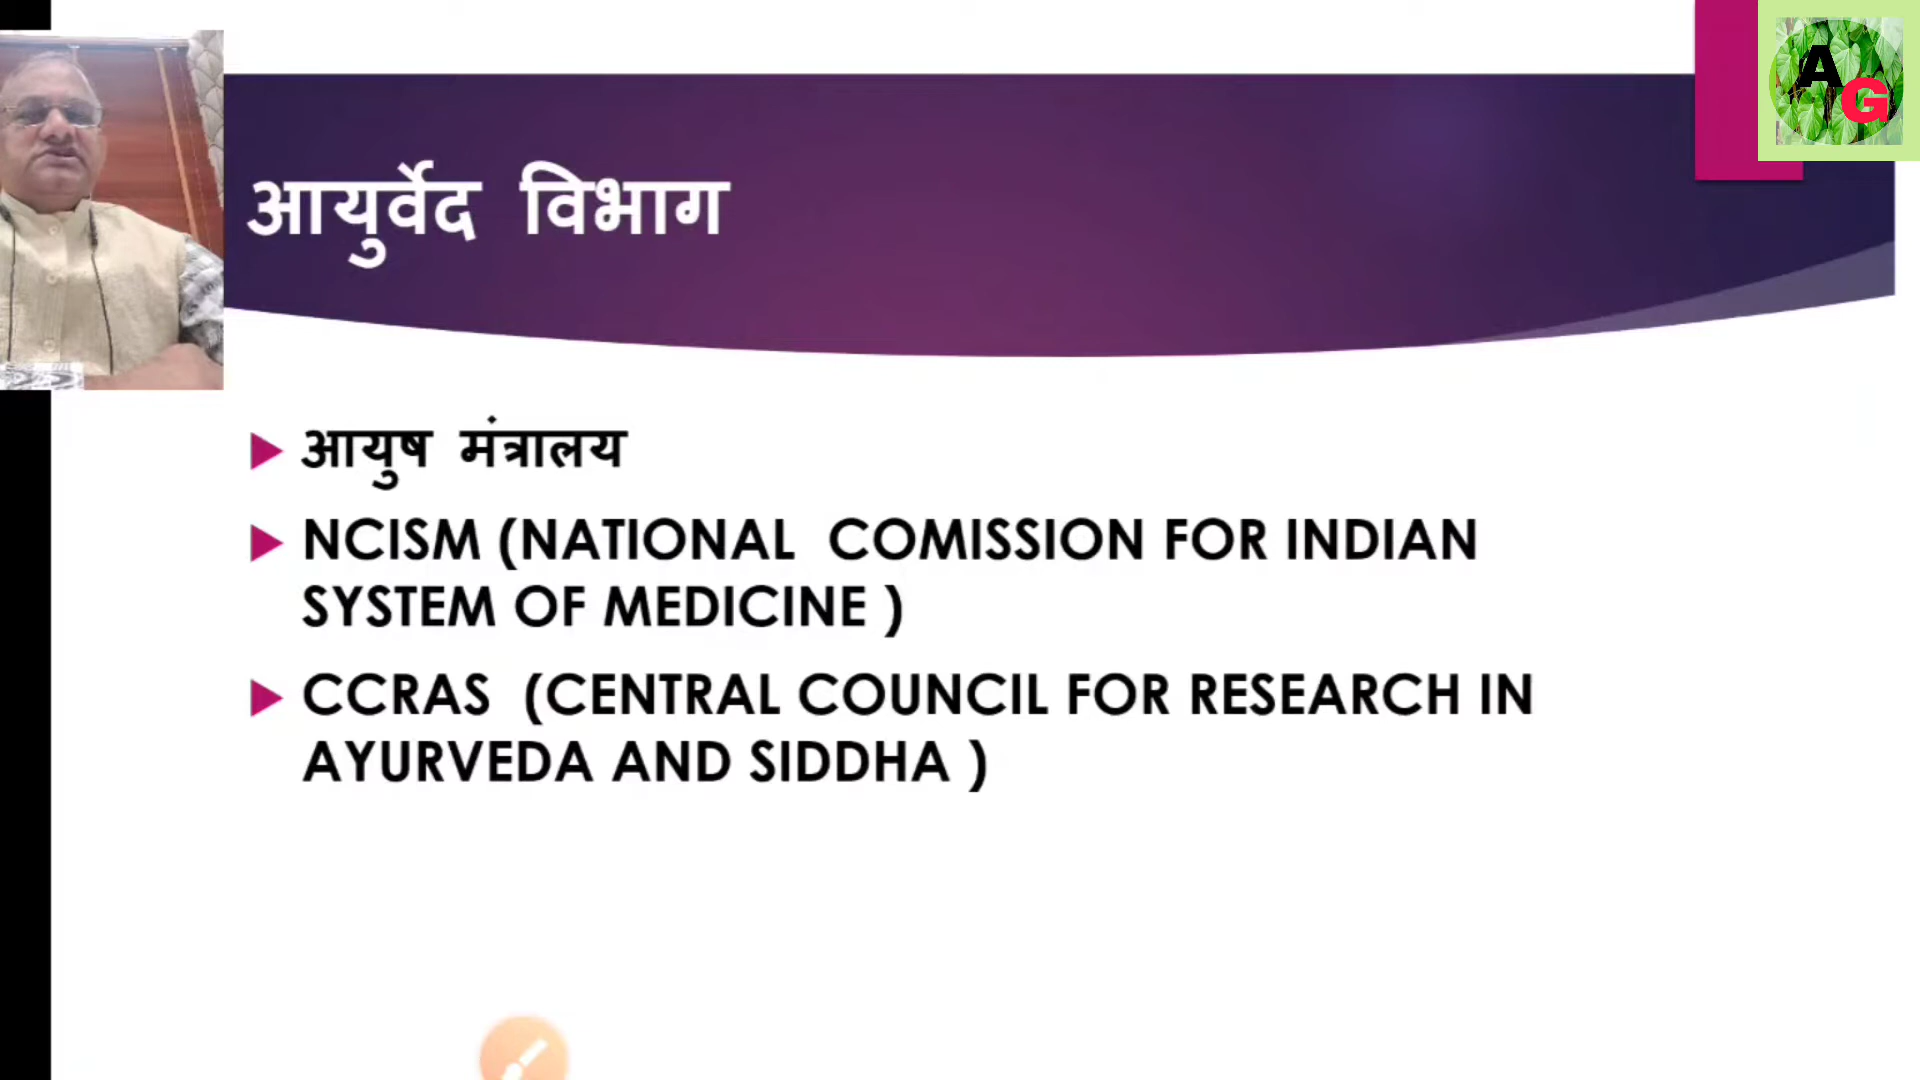 AG
आयुर्वेद विभाग
आयुष मंत्रालय
NCISM (NATIONAL COMISSION FOR INDIAN
SYSTEM OF MEDICINE )
CCRAS (CENTRAL COUNCIL FOR RESEARCH IN
AYURVEDA AND SIDDHA )